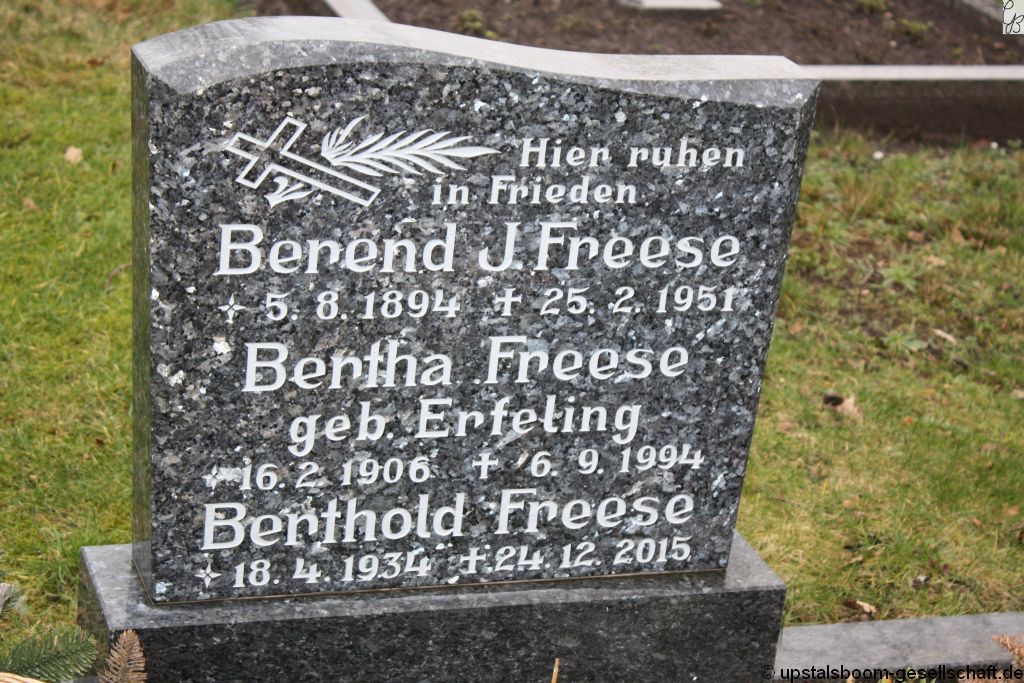 Hier ruhen
in Frieden
Berend J. Freese
✧ 5. 8. 1894 ✝ 25. 2. 1951
Bertha Freese
geb. Erfeling
✧ 16. 2. 1906 ✝ 6. 9. 1994
Berthold Freese
✧ 18. 4. 1934 ✝ 24. 12. 2015
© upstalsboom-gesellschaft.de